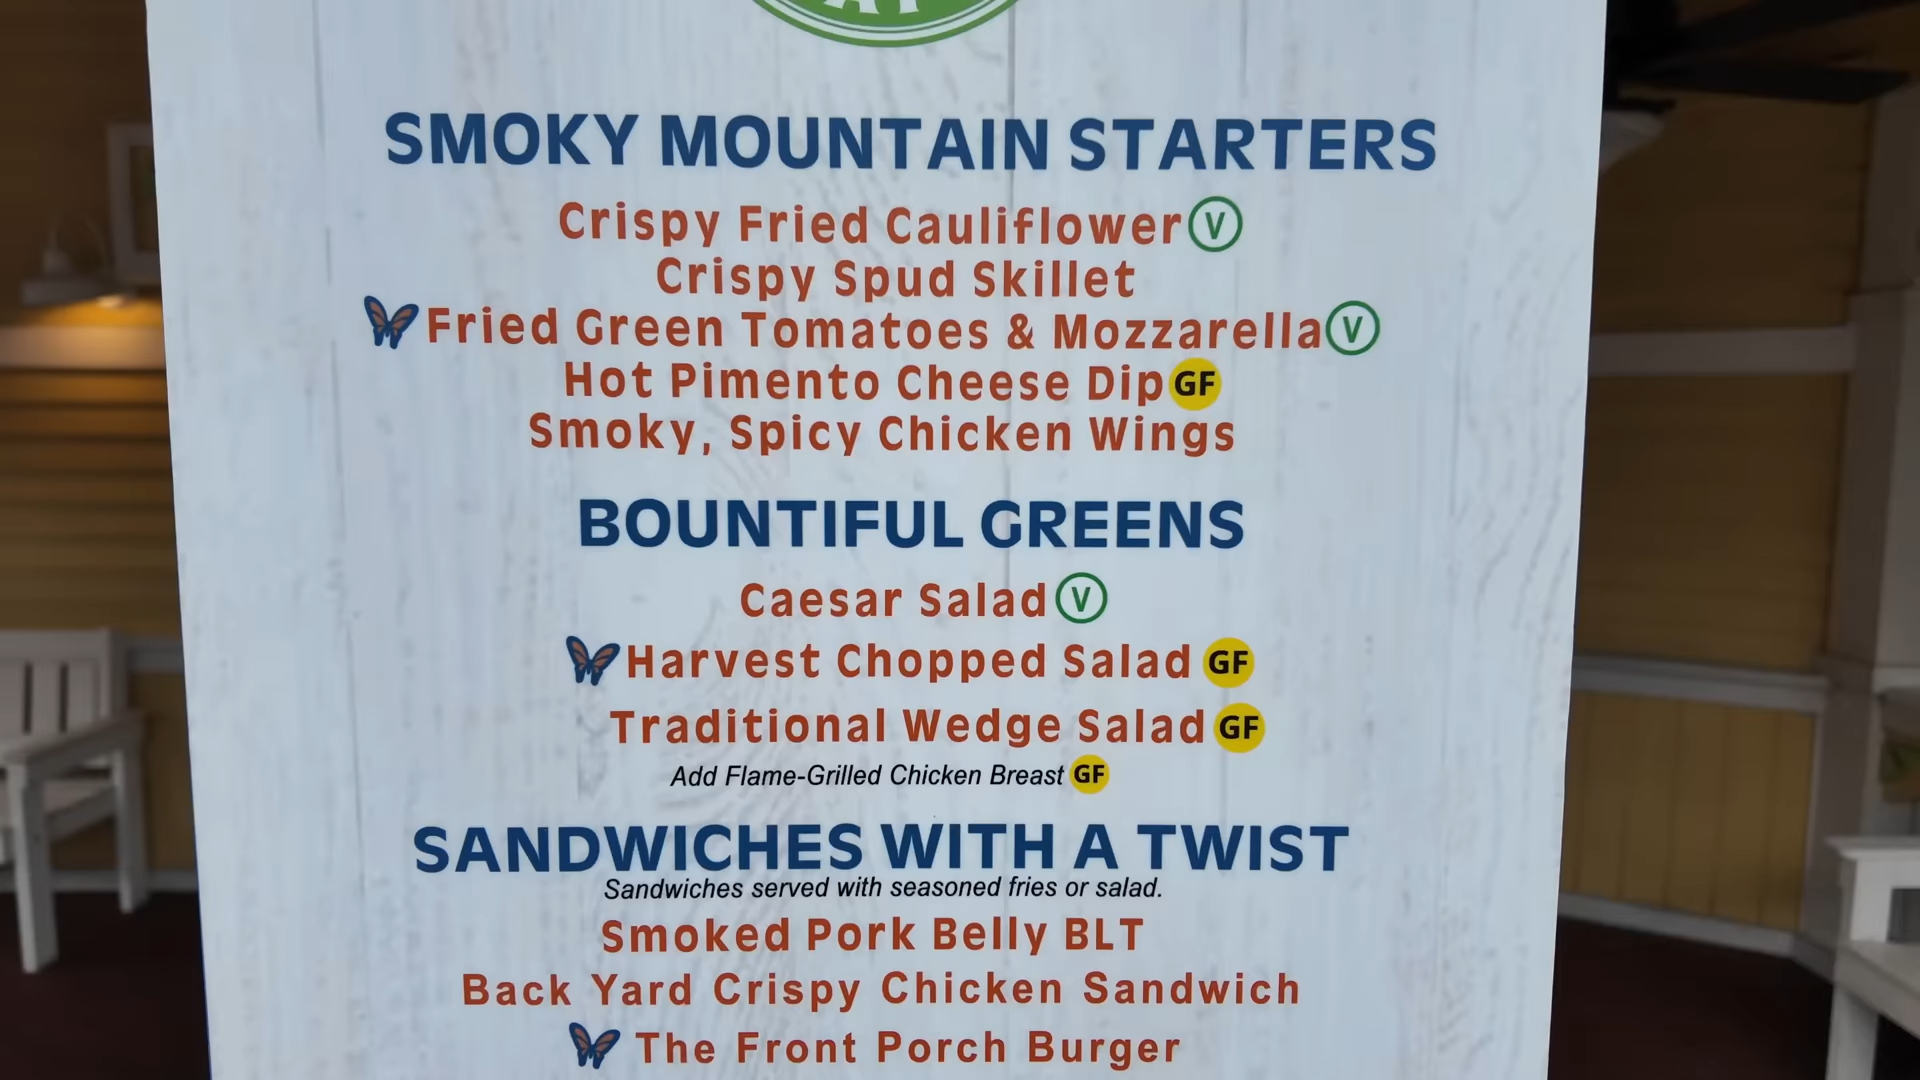 SMOKY MOUNTAIN STARTERS
Crispy Fried Cauliflower V
Crispy Spud Skillet
Fried Green Tomatoes & Mozzarella V
Hot Pimento Cheese Dip GF
Smoky, Spicy Chicken Wings
BOUNTIFUL GREENS
Caesar Salad V
Harvest Chopped Salad GF
Traditional Wedge Salad GF
Add Flame-Grilled Chicken Breast GF
SANDWICHES WITH A TWIST
Sandwiches served with seasoned fries or salad.
Smoked Pork Belly BLT
Back Yard Crispy Chicken Sandwich
The Front Porch Burger